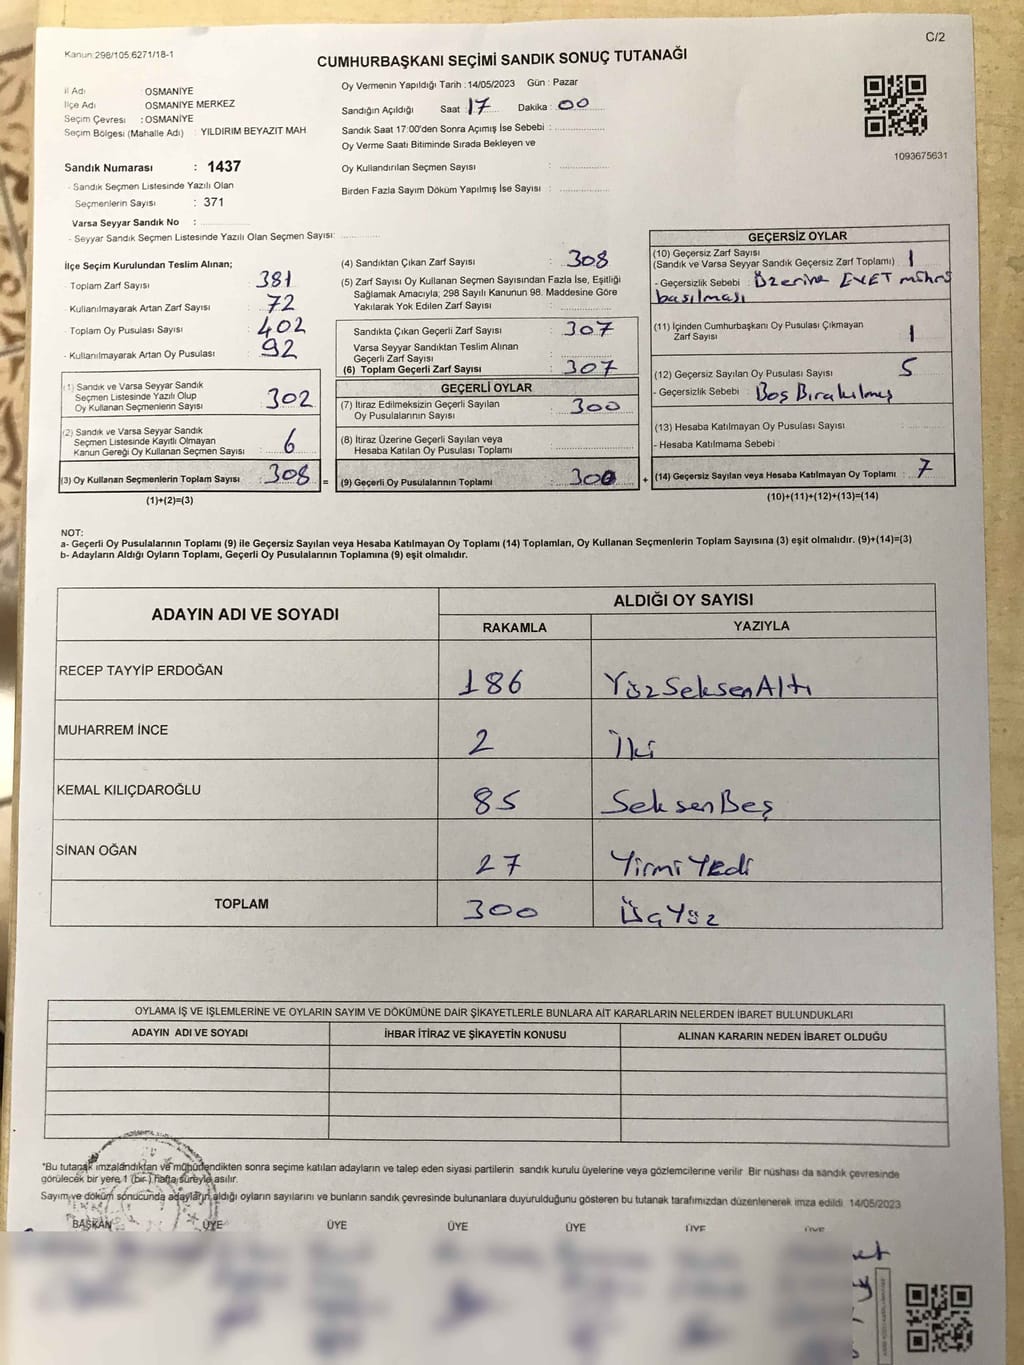 C/2
Kanun:298/105.6271/18-1
CUMHURBAŞKANI SEÇİMİ SANDIK SONUÇ TUTANAĞI
İl Adı : OSMANİYE
İlçe Adı : OSMANİYE MERKEZ
Seçim Çevresi : OSMANİYE
Seçim Bölgesi (Mahalle Adı) : YILDIRIM BEYAZIT MAH
Sandık Numarası : 1437
- Sandık Seçmen Listesinde Yazılı Olan
Seçmenlerin Sayısı : 371
Varsa Seyyar Sandık No :
- Seyyar Sandık Seçmen Listesinde Yazılı Olan Seçmen Sayısı:
Oy Vermenin Yapıldığı Tarih :14/05/2023 Gün : Pazar
Sandığın Açıldığı Saat : 17 Dakika : 00
Sandık Saat 17:00'den Sonra Açımış İse Sebebi :
Oy Verme Saati Bitiminde Sırada Bekleyen ve
Oy Kullandırılan Seçmen Sayısı :
Birden Fazla Sayım Döküm Yapılmış İse Sayısı :
1093675631
İlçe Seçim Kurulundan Teslim Alınan;
Toplam Zarf Sayısı : 381
- Kullanılmayarak Artan Zarf Sayısı : 72
- Toplam Oy Pusulası Sayısı : 402
- Kullanılmayarak Artan Oy Pusulası : 92
(1) Sandık ve Varsa Seyyar Sandık
Seçmen Listesinde Yazılı Olup
Oy Kullanan Seçmenlerin Sayısı : 302
(2) Sandık ve Varsa Seyyar Sandık
Seçmen Listesinde Kayıtlı Olmayan
Kanun Gereği Oy Kullanan Seçmen Sayısı : 6
(3) Oy Kullanan Seçmenlerin Toplam Sayısı : 308 =
(1)+(2)=(3)
(4) Sandıktan Çıkan Zarf Sayısı : 308
(5) Zarf Sayısı Oy Kullanan Seçmen Sayısından Fazla İse, Eşitliği
Sağlamak Amacıyla, 298 Sayılı Kanunun 98. Maddesine Göre
Yakılarak Yok Edilen Zarf Sayısı :
Sandıkta Çıkan Geçerli Zarf Sayısı : 307
Varsa Seyyar Sandıktan Teslim Alınan
Geçerli Zarf Sayısı :
(6) Toplam Geçerli Zarf Sayısı : 307
GEÇERLİ OYLAR
(7) İtiraz Edilmeksizin Geçerli Sayılan
Oy Pusulalarının Sayısı : 300
(8) İtiraz Üzerine Geçerli Sayılan veya
Hesaba Katılan Oy Pusulası Toplamı :
(9) Geçerli Oy Pusulalarının Toplamı : 300 +
GEÇERSİZ OYLAR
(10) Geçersiz Zarf Sayısı
(Sandık ve Varsa Seyyar Sandık Geçersiz Zarf Toplamı) : 1
- Geçersizlik Sebebi : Üzerine EVET mührü
basılması
(11) İçinden Cumhurbaşkanı Oy Pusulası Çıkmayan
Zarf Sayısı : 1
(12) Geçersiz Sayılan Oy Pusulası Sayısı : 5
- Geçersizlik Sebebi : Boş Bırakılmış
(13) Hesaba Katılmayan Oy Pusulası Sayısı :
- Hesaba Katılmama Sebebi :
(14) Geçersiz Sayılan veya Hesaba Katılmayan Oy Toplamı : 7
(10)+(11)+(12)+(13)=(14)
NOT:
a- Geçerli Oy Pusulalarının Toplamı (9) ile Geçersiz Sayılan veya Hesaba Katılmayan Oy Toplamı (14) Toplamları, Oy Kullanan Seçmenlerin Toplam Sayısına (3) eşit olmalıdır. (9)+(14)=(3)
b- Adayların Aldığı Oyların Toplamı, Geçerli Oy Pusulalarının Toplamına (9) eşit olmalıdır.
ADAYIN ADI VE SOYADI
ALDIĞI OY SAYISI
RAKAMLA YAZIYLA
RECEP TAYYİP ERDOĞAN 186 YüzSeksenAltı
MUHARREM İNCE 2 İki
KEMAL KILIÇDAROĞLU 85 SeksenBeş
SİNAN OĞAN 27 YirmiYedi
TOPLAM 300 ÜçYüz
OYLAMA İŞ VE İŞLEMLERİNE VE OYLARIN SAYIM VE DÖKÜMÜNE DAİR ŞİKAYETLERLE BUNLARA AİT KARARLARIN NELERDEN İBARET BULUNDUKLARI
ADAYIN ADI VE SOYADI İHBAR İTİRAZ VE ŞİKAYETİN KONUSU ALINAN KARARIN NEDEN İBARET OLDUĞU
*Bu tutanak imzalandıktan ve mühürlendikten sonra seçime katılan adayların ve talep eden siyasi partilerin sandık kurulu üyelerine veya gözlemcilerine verilir. Bir nüshası da sandık çevresinde
görülecek bir yere 1 (bir ) hafta süreyle asılır.
Sayım ve döküm sonucunda adayların aldığı oyların sayılarını ve bunların sandık çevresinde bulunanlara duyurulduğunu gösteren bu tutanak tarafımızdan düzenlenerek imza edildi. 14/05/2023
BAŞKAN ÜYE ÜYE ÜYE ÜYE ÜYE ÜYE